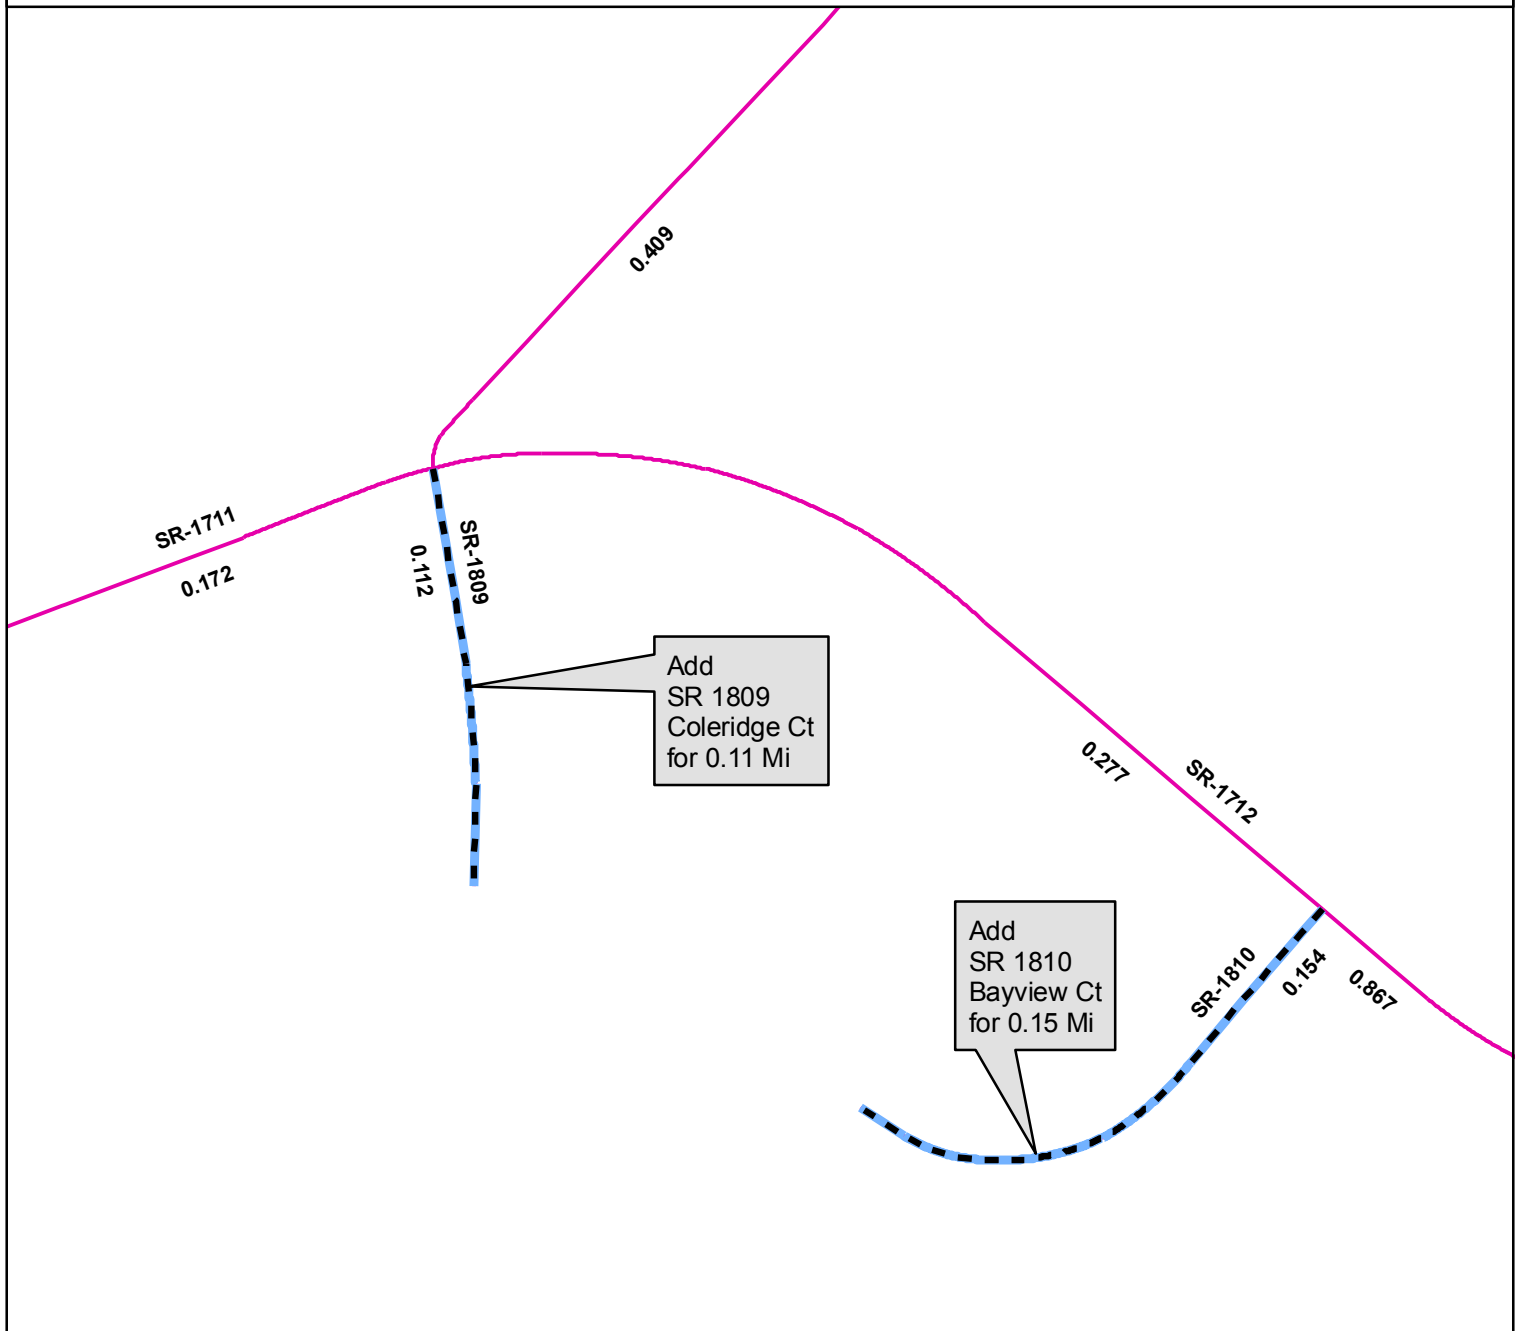 0.409
SR-1711
0.172
SR-1809
0.112
Add
SR 1809
Coleridge Ct
for 0.11 Mi
0.277
SR-1712
Add
SR 1810
Bayview Ct
for 0.15 Mi
SR-1810
0.154
0.867